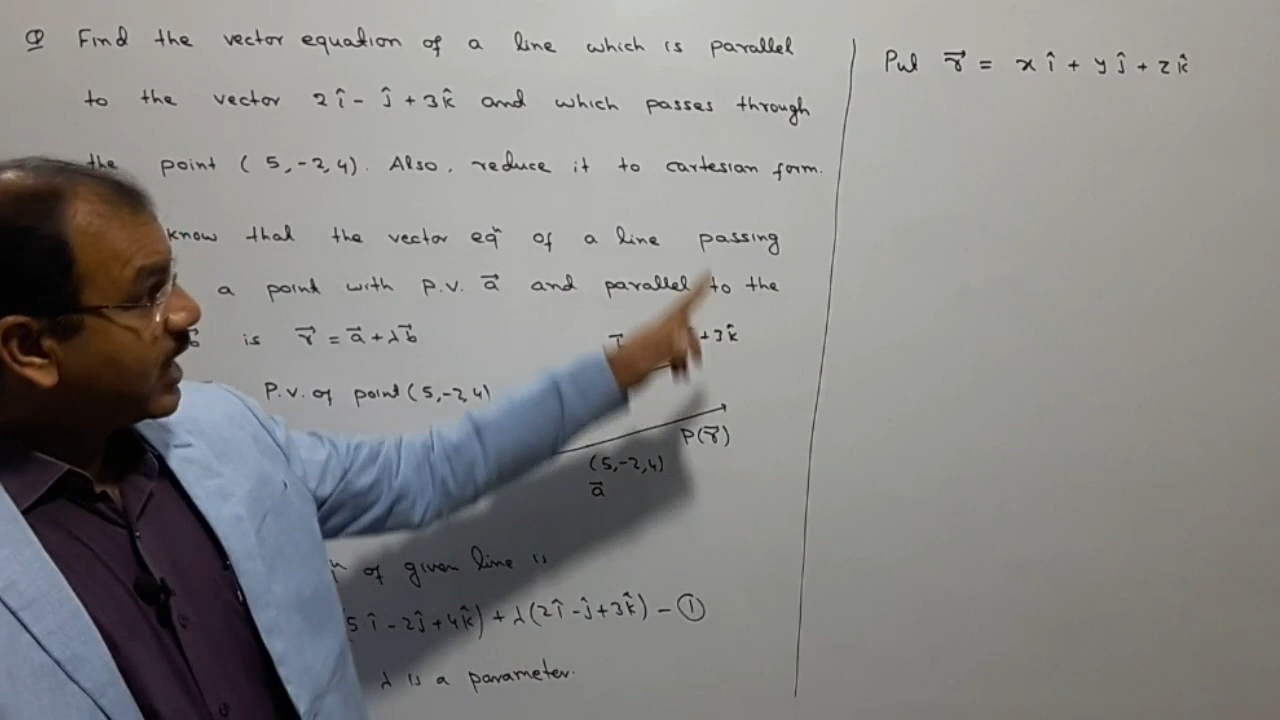 Q Find the vector equation of a line which is parallel
to the vector 2î - ĵ + 3k̂ and which passes through
the point (5,-2,4). Also, reduce it to cartesian form.
know that the vector eqⁿ of a line passing
a point with P.V. a⃗ and parallel to the
b⃗ is r⃗ = a⃗ + λb⃗
+3k̂
P.V. of point (5,-2,4)
P(r⃗)
(5,-2,4)
a⃗
of given line is
5î - 2ĵ + 4k̂) + λ(2î - ĵ + 3k̂) - ①
λ is a parameter.
Put r⃗ = xî + yĵ + zk̂